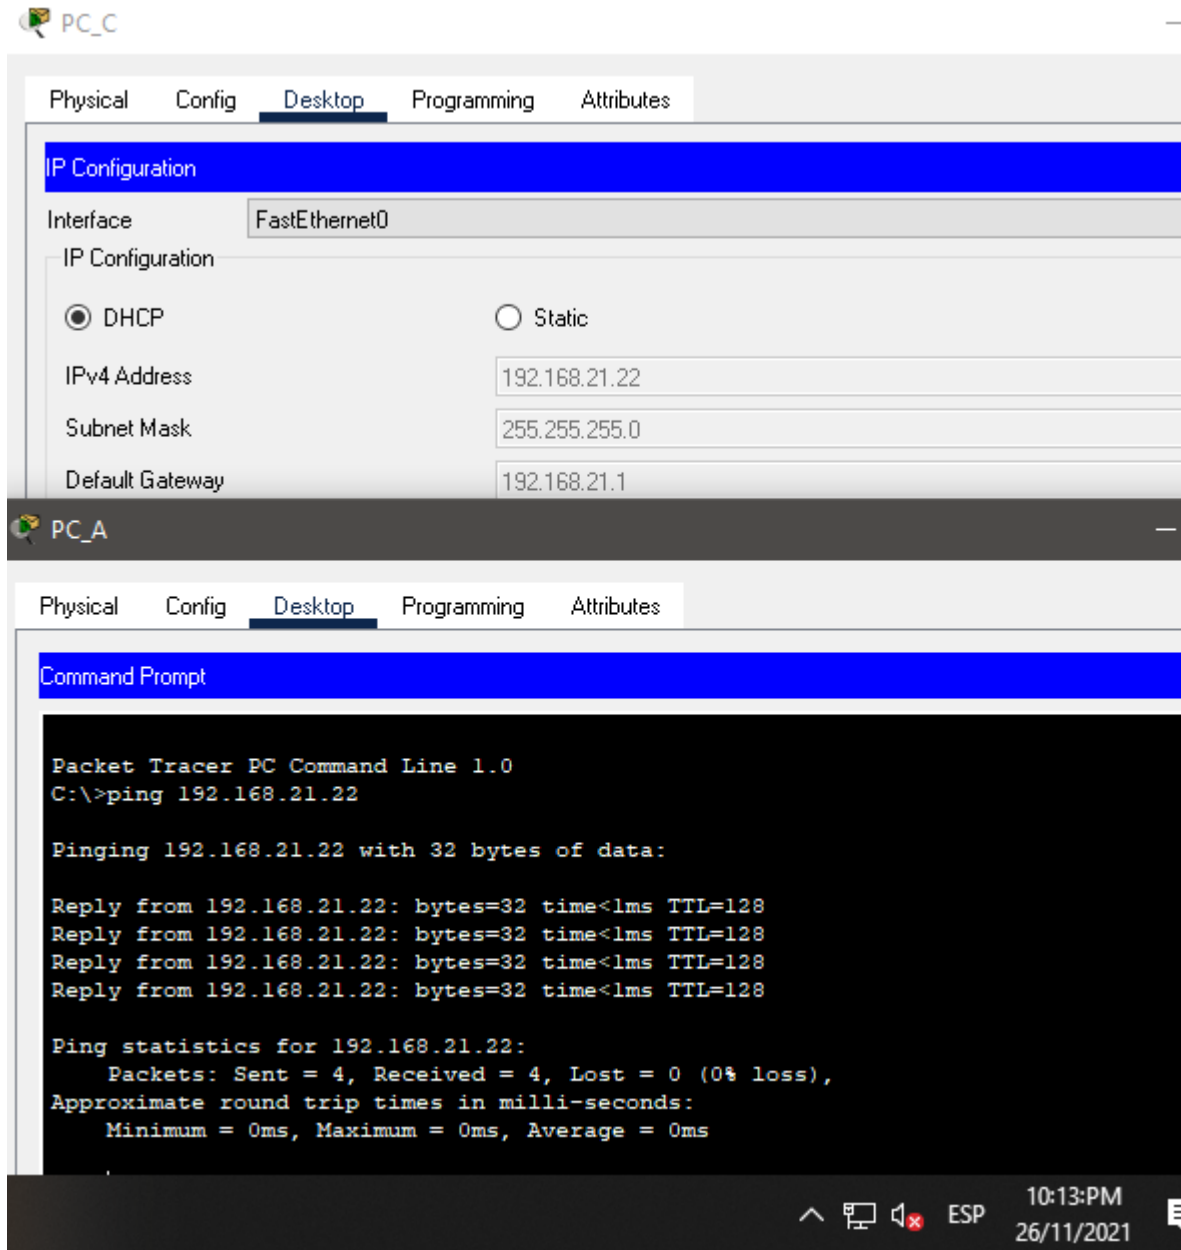 PC_C
Physical Config Desktop Programming Attributes
IP Configuration
Interface FastEthernet0
IP Configuration
DHCP Static
IPv4 Address 192.168.21.22
Subnet Mask 255.255.255.0
Default Gateway 192.168.21.1
PC_A
Physical Config Desktop Programming Attributes
Command Prompt
Packet Tracer PC Command Line 1.0
C:\>ping 192.168.21.22
Pinging 192.168.21.22 with 32 bytes of data:
Reply from 192.168.21.22: bytes=32 time<1ms TTL=128
Reply from 192.168.21.22: bytes=32 time<1ms TTL=128
Reply from 192.168.21.22: bytes=32 time<1ms TTL=128
Reply from 192.168.21.22: bytes=32 time<1ms TTL=128
Ping statistics for 192.168.21.22:
Packets: Sent = 4, Received = 4, Lost = 0 (0% loss),
Approximate round trip times in milli-seconds:
Minimum = 0ms, Maximum = 0ms, Average = 0ms
ESP
10:13:PM
26/11/2021